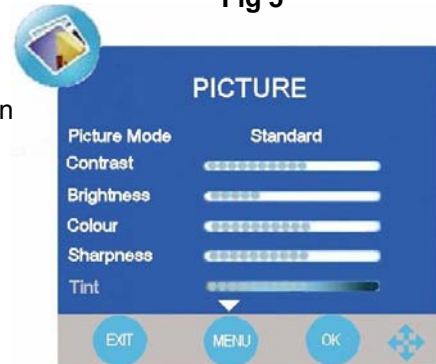 Fig 5
n
PICTURE
Picture Mode Standard
Contrast
Brightness
Colour
Sharpness
Tint
EXIT MENU OK